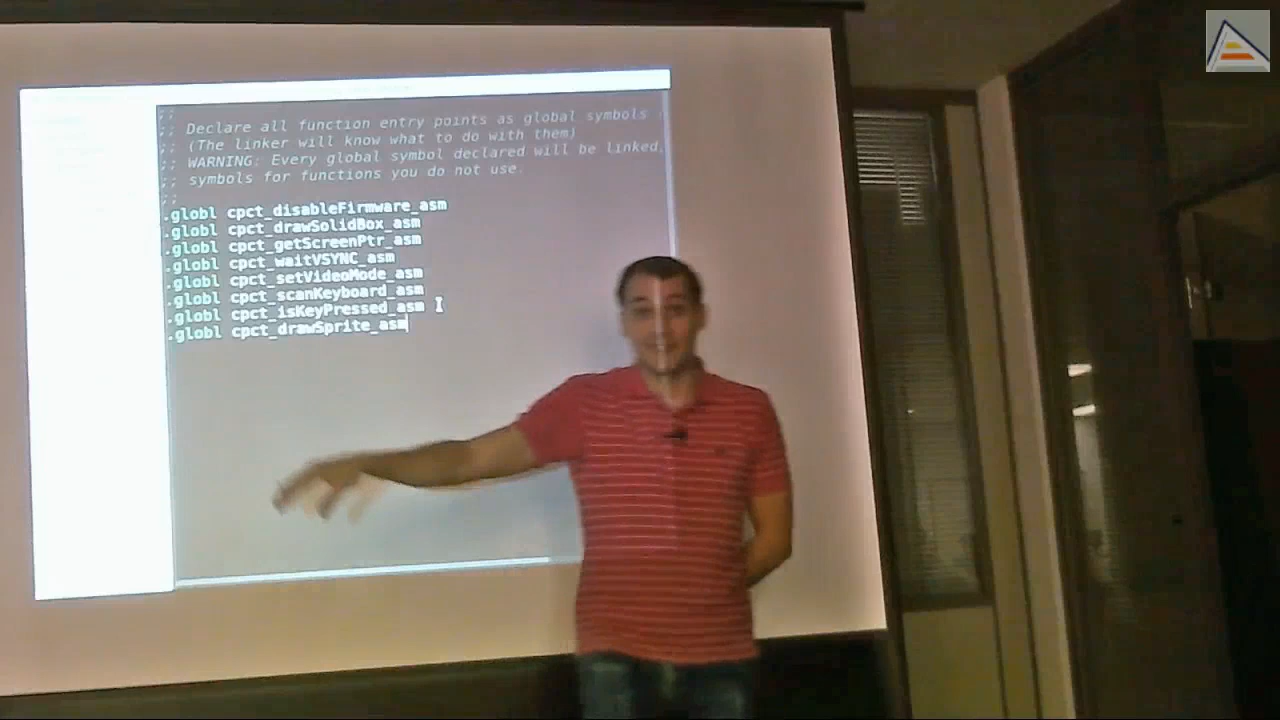 ;;
;; Declare all function entry points as global symbols
;; (The linker will know what to do with them)
;; WARNING: Every global symbol declared will be linked,
;; symbols for functions you do not use.
;;
.globl cpct_disableFirmware_asm
.globl cpct_drawSolidBox_asm
.globl cpct_getScreenPtr_asm
.globl cpct_waitVSYNC_asm
.globl cpct_setVideoMode_asm
.globl cpct_scanKeyboard_asm
.globl cpct_isKeyPressed_asm
.globl cpct_drawSprite_asm